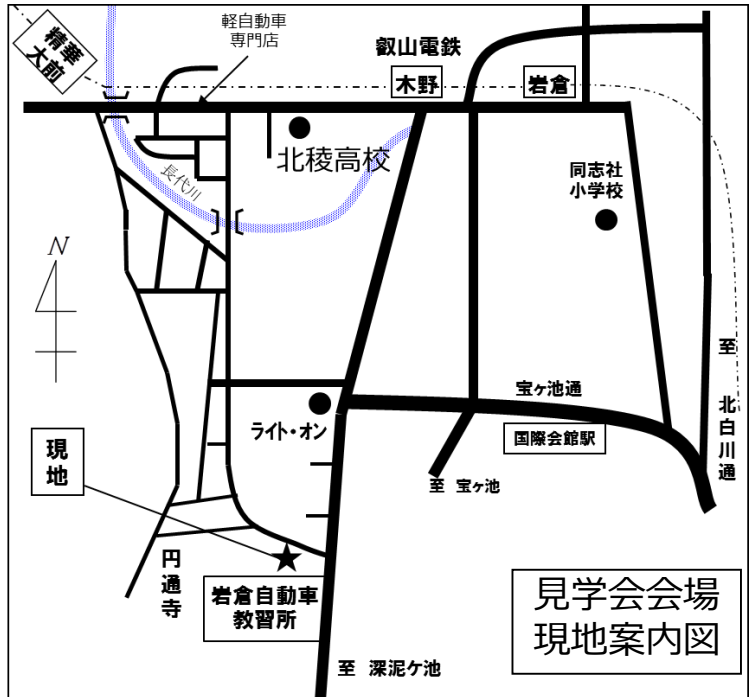 精華
大前
軽自動車
専門店
叡山電鉄
木野
岩倉
北稜高校
長代川
同志社
小学校
N
至 北白川通
宝ヶ池通
ライト・オン
国際会館駅
現地
至 宝ヶ池
円通寺
岩倉自動車
教習所
見学会会場
現地案内図
至 深泥ケ池